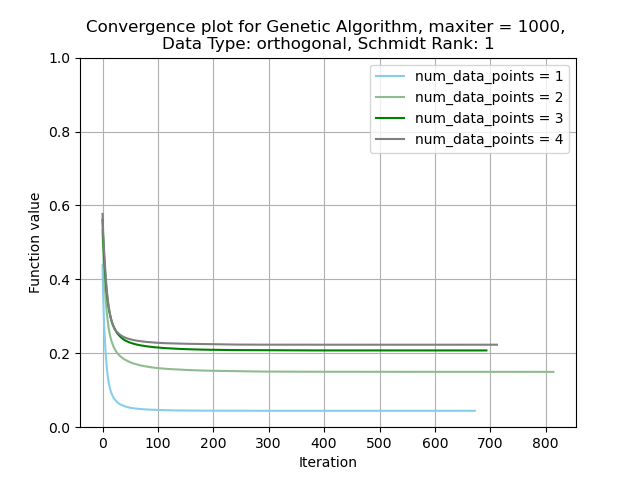 Convergence plot for Genetic Algorithm, maxiter = 1000,
Data Type: orthogonal, Schmidt Rank: 1
num_data_points = 1
num_data_points = 2
num_data_points = 3
num_data_points = 4
Function value
1.0
0.8
0.6
0.4
0.2
0.0
0 100 200 300 400 500 600 700 800
Iteration